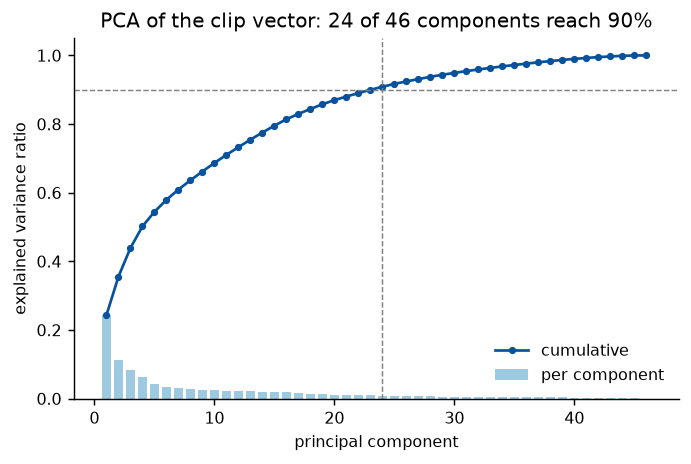 PCA of the clip vector: 24 of 46 components reach 90%
1.0
0.8
0.6
0.4
0.2
0.0
explained variance ratio
cumulative
per component
0
10
20
30
40
principal component